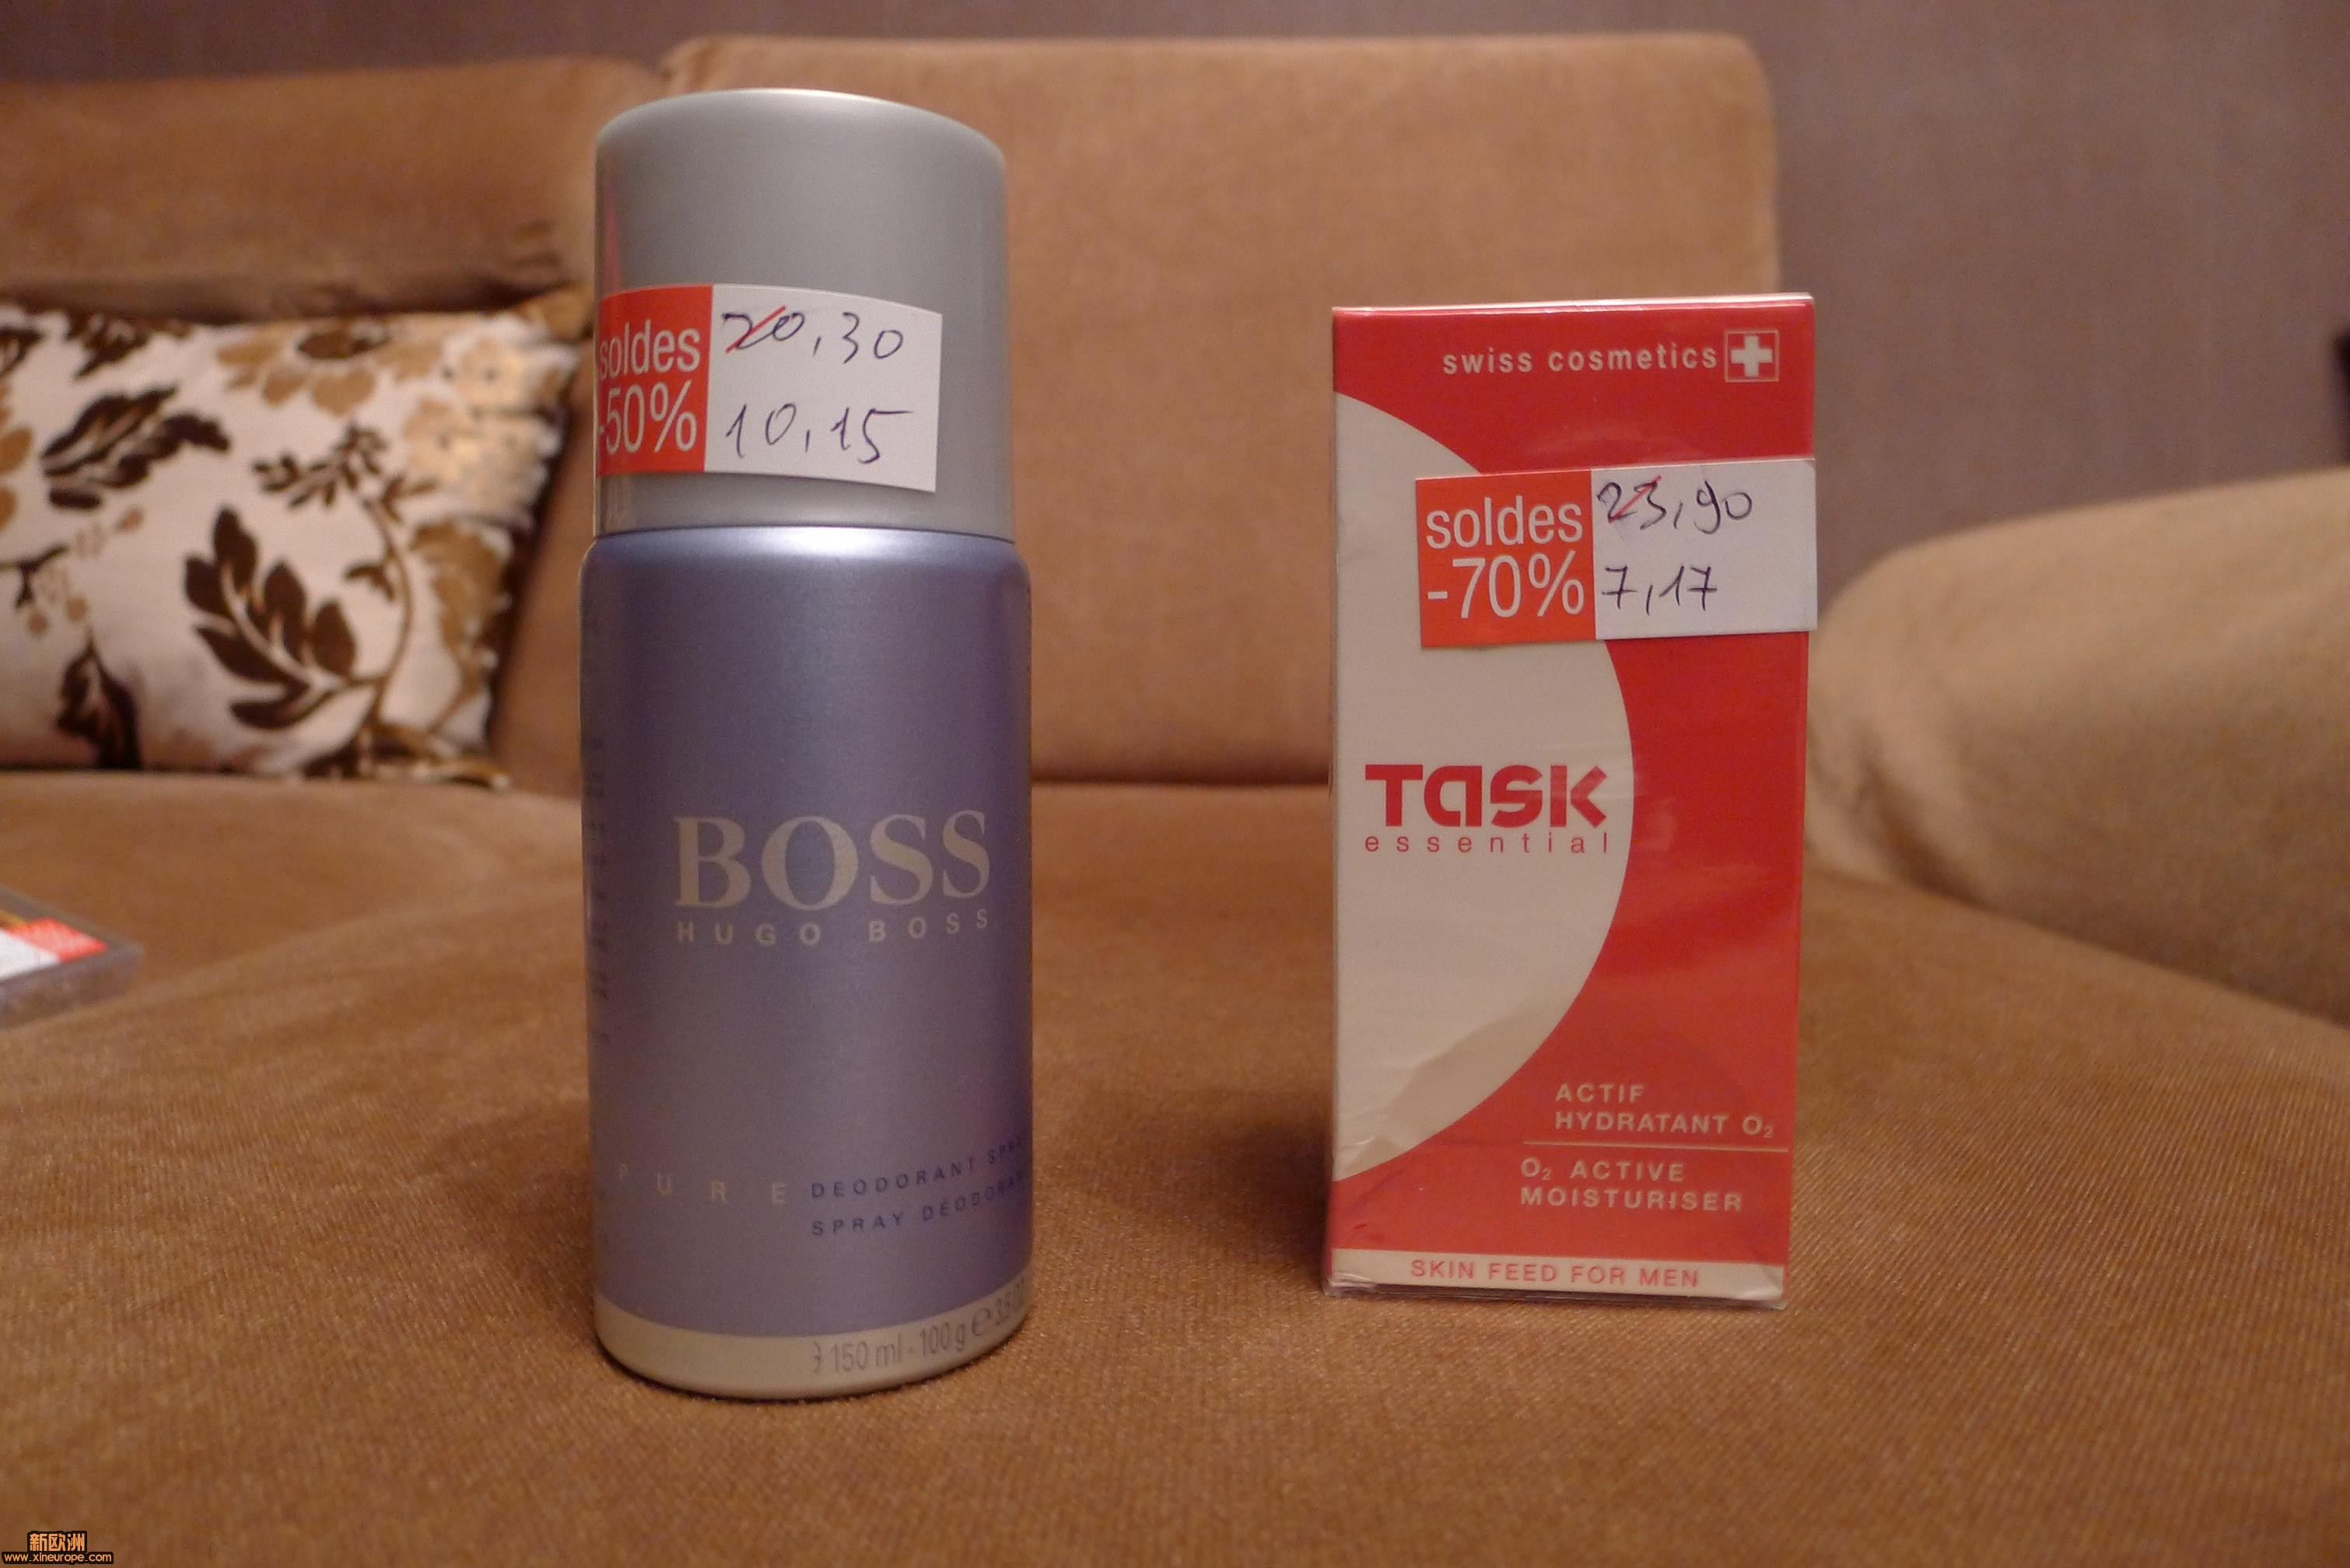 soldes
-50%
20,30
10,15
BOSS
HUGO BOSS
PURE
DEODORANT
SPRAY
150 ml - 100 g e
swiss cosmetics
soldes
-70%
23,90
7,17
Task
essential
ACTIF
HYDRATANT O₂
O₂ ACTIVE
MOISTURISER
SKIN FEED FOR MEN
新欧洲
www.xineurope.com